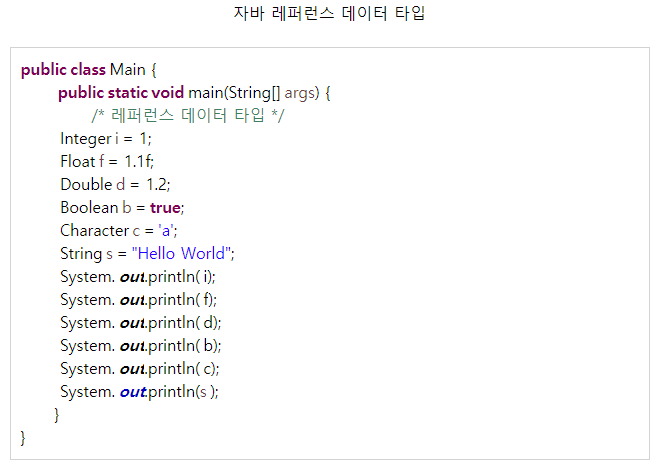 자바 레퍼런스 데이터 타입
public class Main {
public static void main(String[] args) {
/* 레퍼런스 데이터 타입 */
Integer i = 1;
Float f = 1.1f;
Double d = 1.2;
Boolean b = true;
Character c = 'a';
String s = "Hello World";
System. out.println( i);
System. out.println( f);
System. out.println( d);
System. out.println( b);
System. out.println( c);
System. out.println(s );
}
}